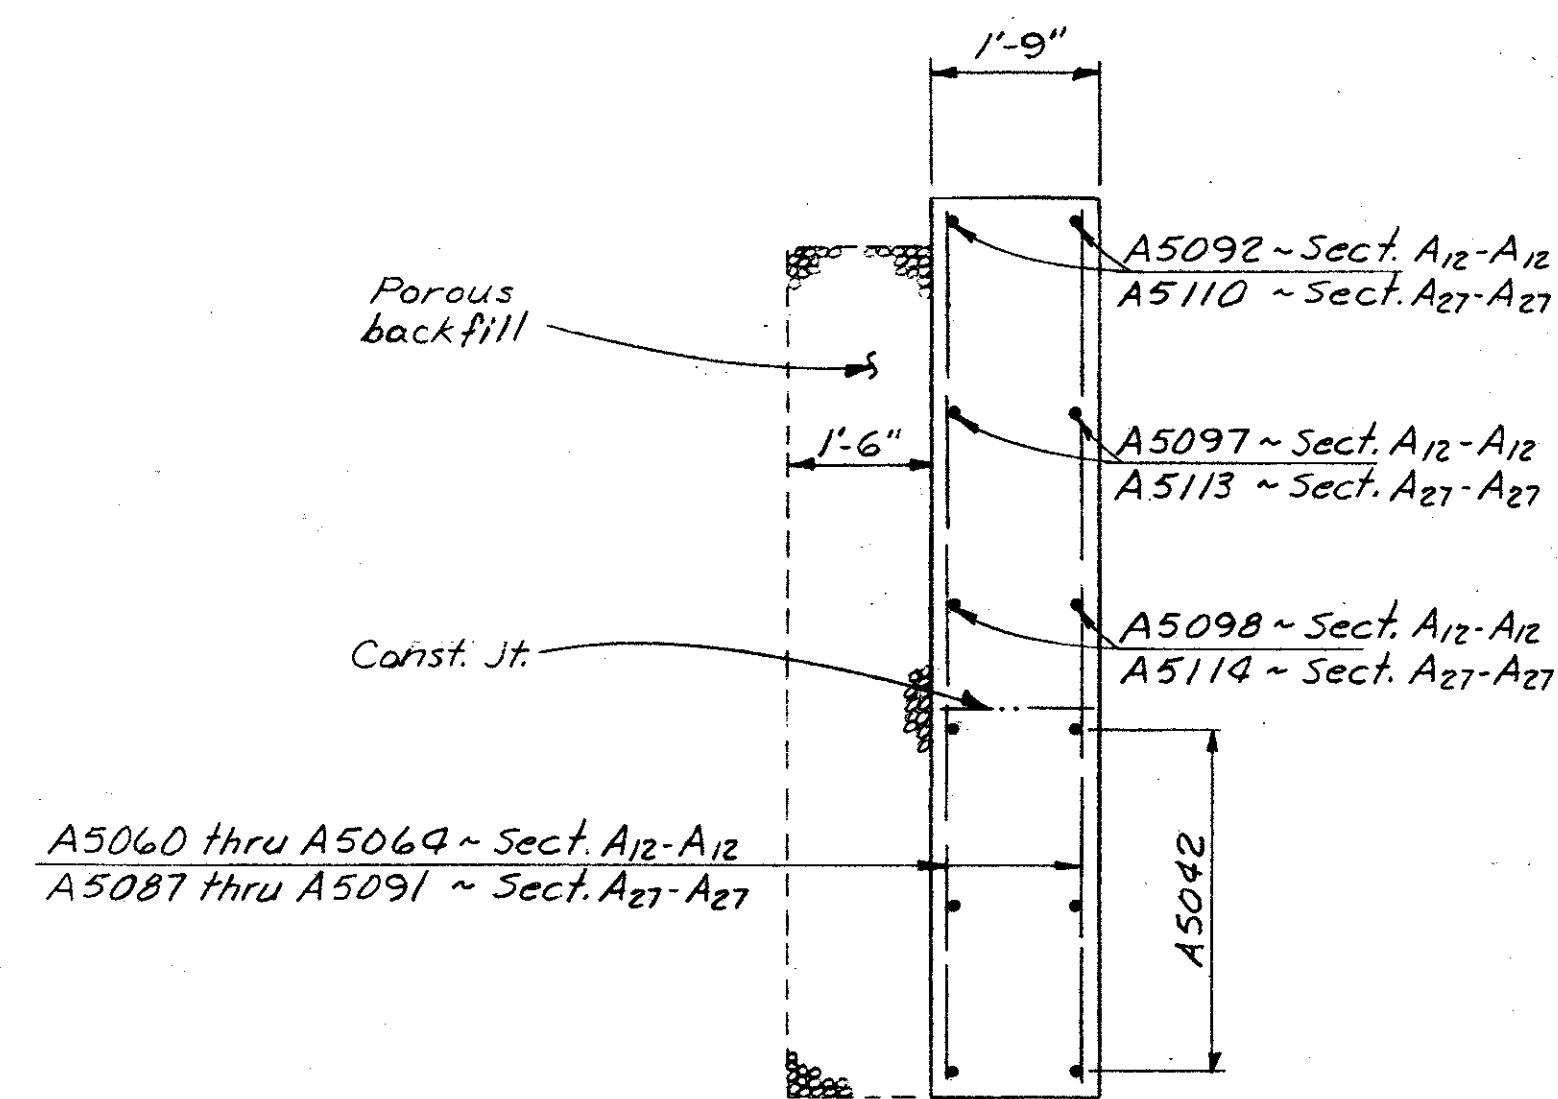 1'-9"
A5092 ~ Sect. A12-A12
A5110 ~ Sect. A27-A27
Porous
backfill
1'-6"
A5097 ~ Sect. A12-A12
A5113 ~ Sect. A27-A27
A5098 ~ Sect. A12-A12
A5114 ~ Sect. A27-A27
Const. Jt.
A5060 thru A5064 ~ Sect. A12-A12
A5087 thru A5091 ~ Sect. A27-A27
A5042